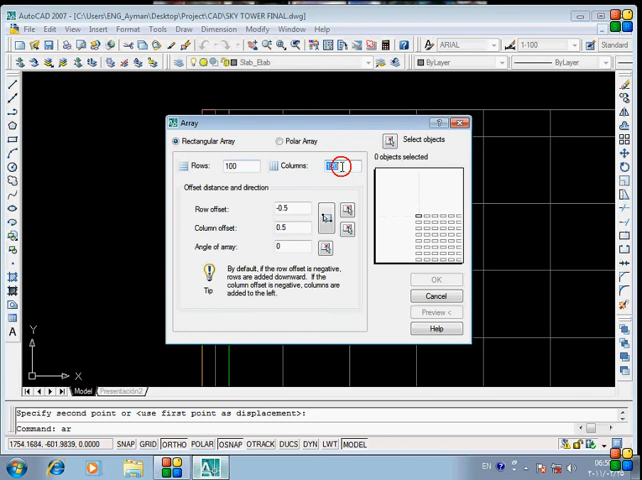 AutoCAD 2007 - [C:\Users\ENG_Ayman\Desktop\Project\CAD\SKY TOWER FINAL.dwg]
File Edit View Insert Format Tools Draw Dimension Modify Window Help
ARIAL 1-100 Standard
Slab_Etab ByLayer ByLayer
Array
Rectangular Array Polar Array Select objects
Rows: 100 Columns: 0 objects selected
Offset distance and direction
Row offset: -0.5
Column offset: 0.5
Angle of array: 0
By default, if the row offset is negative,
rows are added downward. If the
column offset is negative, columns are
added to the left.
Tip
OK
Cancel
Preview <
Help
Y
X
Model Presentación2
Specify second point or <use first point as displacement>:
Command: ar
1754.1684, -601.9839, 0.0000 SNAP GRID ORTHO POLAR OSNAP OTRACK DUCS DYN LWT MODEL
EN